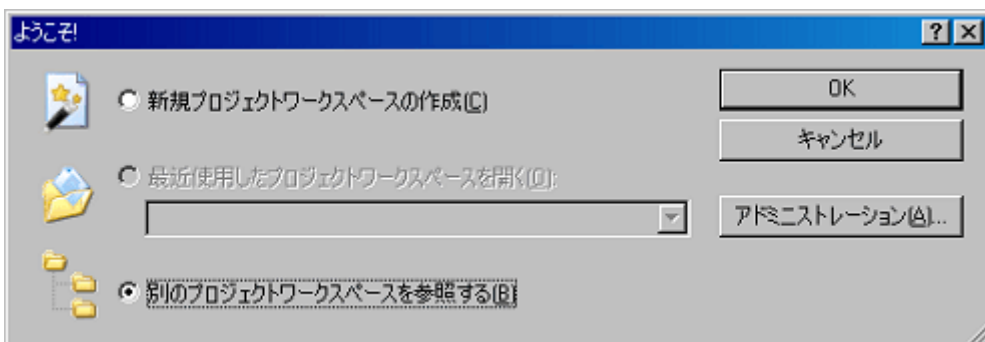 ようこそ!
新規プロジェクトワークスペースの作成(C)
最近使用したプロジェクトワークスペースを開く(O):
別のプロジェクトワークスペースを参照する(B)
OK
キャンセル
アドミニストレーション(A)...